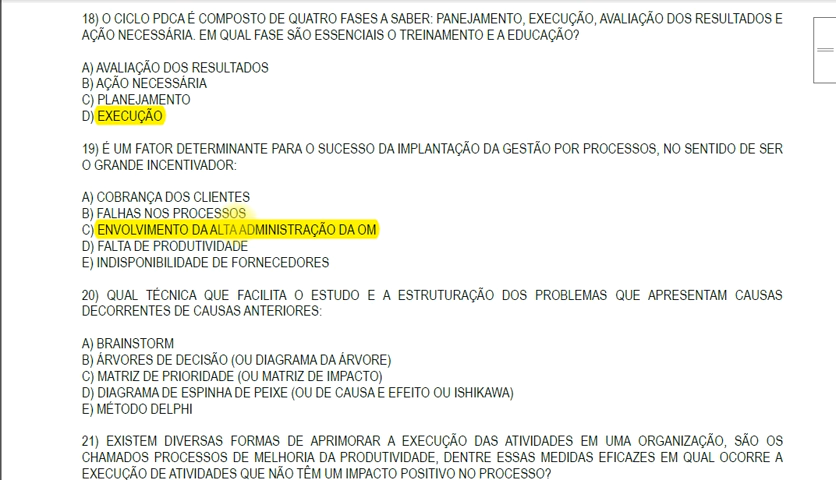 18) O CICLO PDCA É COMPOSTO DE QUATRO FASES A SABER: PANEJAMENTO, EXECUÇÃO, AVALIAÇÃO DOS RESULTADOS E
AÇÃO NECESSÁRIA. EM QUAL FASE SÃO ESSENCIAIS O TREINAMENTO E A EDUCAÇÃO?
A) AVALIAÇÃO DOS RESULTADOS
B) AÇÃO NECESSÁRIA
C) PLANEJAMENTO
D) EXECUÇÃO
19) É UM FATOR DETERMINANTE PARA O SUCESSO DA IMPLANTAÇÃO DA GESTÃO POR PROCESSOS, NO SENTIDO DE SER
O GRANDE INCENTIVADOR:
A) COBRANÇA DOS CLIENTES
B) FALHAS NOS PROCESSOS
C) ENVOLVIMENTO DA ALTA ADMINISTRAÇÃO DA OM
D) FALTA DE PRODUTIVIDADE
E) INDISPONIBILIDADE DE FORNECEDORES
20) QUAL TÉCNICA QUE FACILITA O ESTUDO E A ESTRUTURAÇÃO DOS PROBLEMAS QUE APRESENTAM CAUSAS
DECORRENTES DE CAUSAS ANTERIORES:
A) BRAINSTORM
B) ÁRVORES DE DECISÃO (OU DIAGRAMA DA ÁRVORE)
C) MATRIZ DE PRIORIDADE (OU MATRIZ DE IMPACTO)
D) DIAGRAMA DE ESPINHA DE PEIXE (OU DE CAUSA E EFEITO OU ISHIKAWA)
E) MÉTODO DELPHI
21) EXISTEM DIVERSAS FORMAS DE APRIMORAR A EXECUÇÃO DAS ATIVIDADES EM UMA ORGANIZAÇÃO, SÃO OS
CHAMADOS PROCESSOS DE MELHORIA DA PRODUTIVIDADE, DENTRE ESSAS MEDIDAS EFICAZES EM QUAL OCORRE A
EXECUÇÃO DE ATIVIDADES QUE NÃO TÊM UM IMPACTO POSITIVO NO PROCESSO?